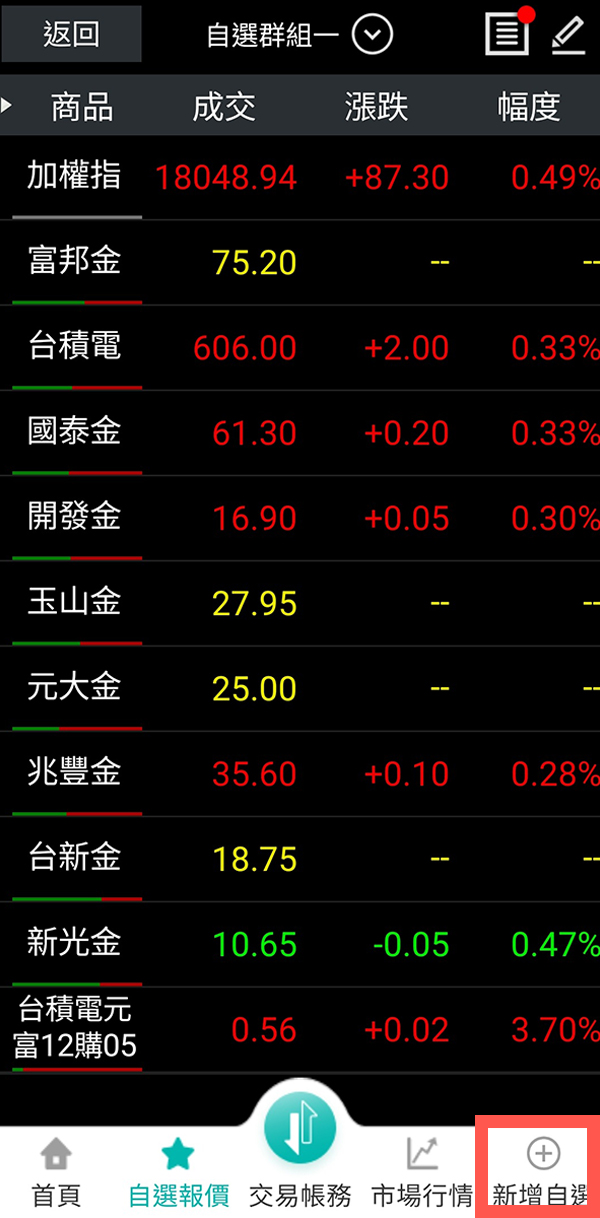 返回 自選群組一
商品 成交 漲跌 幅度
加權指 18048.94 +87.30 0.49%
富邦金 75.20 -- --
台積電 606.00 +2.00 0.33%
國泰金 61.30 +0.20 0.33%
開發金 16.90 +0.05 0.30%
玉山金 27.95 -- --
元大金 25.00 -- --
兆豐金 35.60 +0.10 0.28%
台新金 18.75 -- --
新光金 10.65 -0.05 0.47%
台積電元
富12購05 0.56 +0.02 3.70%
首頁 自選報價 交易帳務 市場行情 新增自選